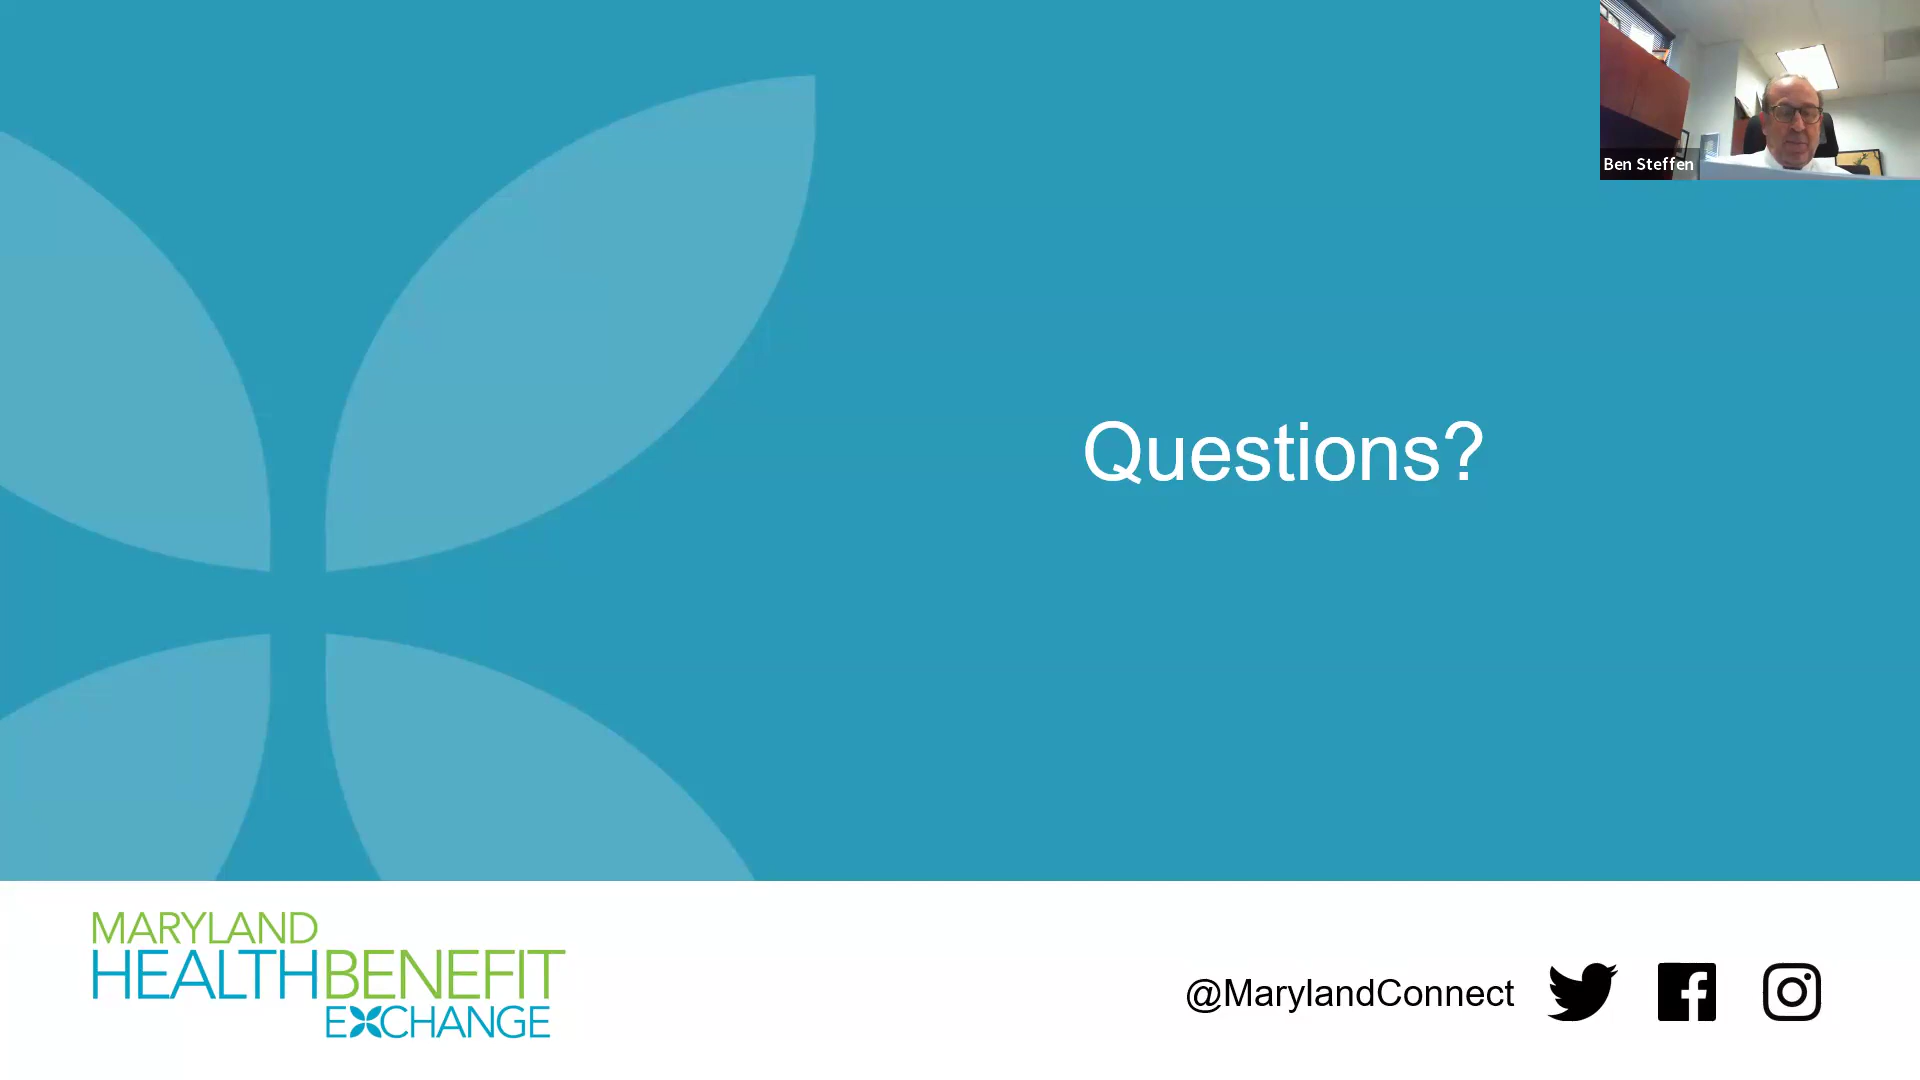 Ben Steffen
Questions?
MARYLAND
HEALTHBENEFIT
EXCHANGE
@MarylandConnect